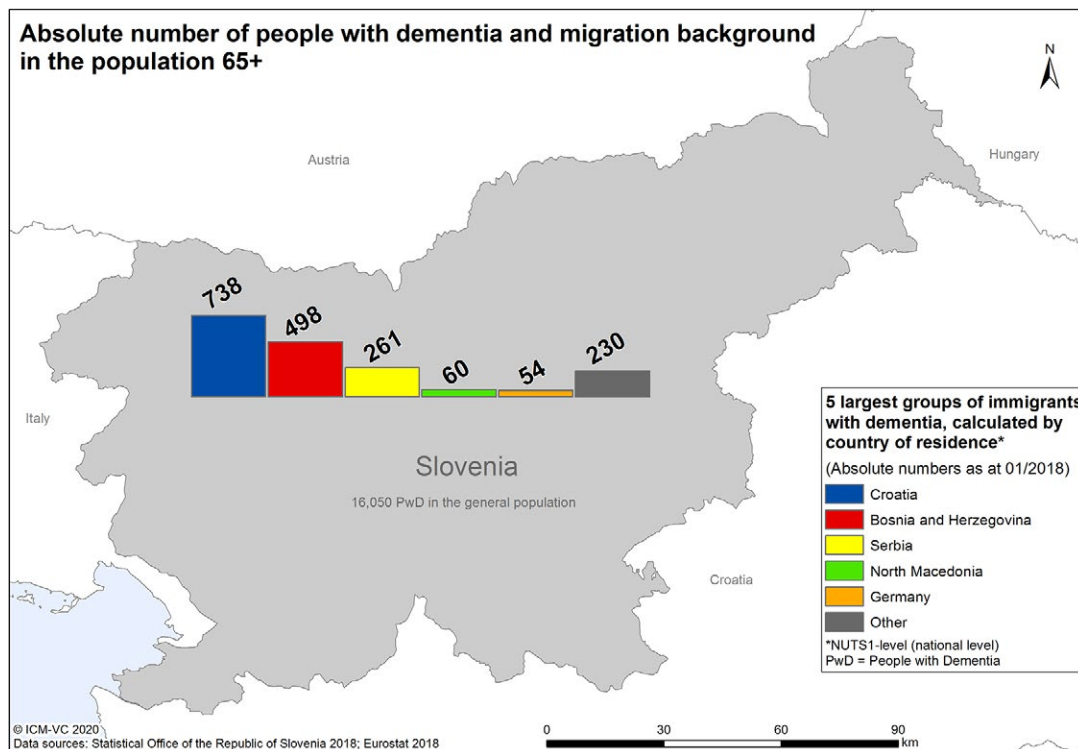 Absolute number of people with dementia and migration background
in the population 65+
N
Austria
Hungary
738
498
261
60
54
230
Italy
Slovenia
16,050 PwD in the general population
Croatia
5 largest groups of immigrants
with dementia, calculated by
country of residence*
(Absolute numbers as at 01/2018)
Croatia
Bosnia and Herzegovina
Serbia
North Macedonia
Germany
Other
*NUTS1-level (national level)
PwD = People with Dementia
© ICM-VC 2020
Data sources: Statistical Office of the Republic of Slovenia 2018; Eurostat 2018
0 30 60 90
km